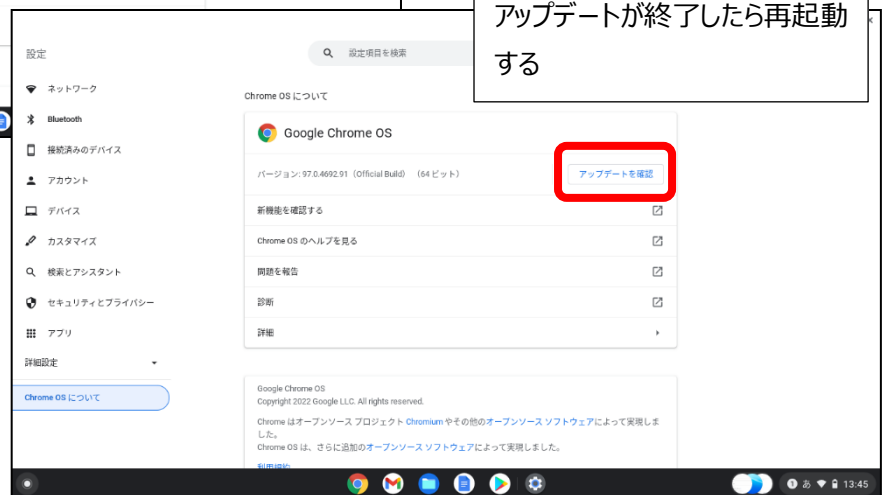 アップデートが終了したら再起動
する
設定
設定項目を検索
ネットワーク
Bluetooth
接続済みのデバイス
アカウント
デバイス
カスタマイズ
検索とアシスタント
セキュリティとプライバシー
アプリ
詳細設定
Chrome OS について
Chrome OS について
Google Chrome OS
バージョン: 97.0.4692.91（Official Build） （64 ビット）
アップデートを確認
新機能を確認する
Chrome OS のヘルプを見る
問題を報告
診断
詳細
Google Chrome OS
Copyright 2022 Google LLC. All rights reserved.
Chrome はオープンソース プロジェクト Chromium やその他のオープンソース ソフトウェアによって実現しま
した。
Chrome OS は、さらに追加のオープンソース ソフトウェアによって実現しました。
利用規約
1 あ 13:45